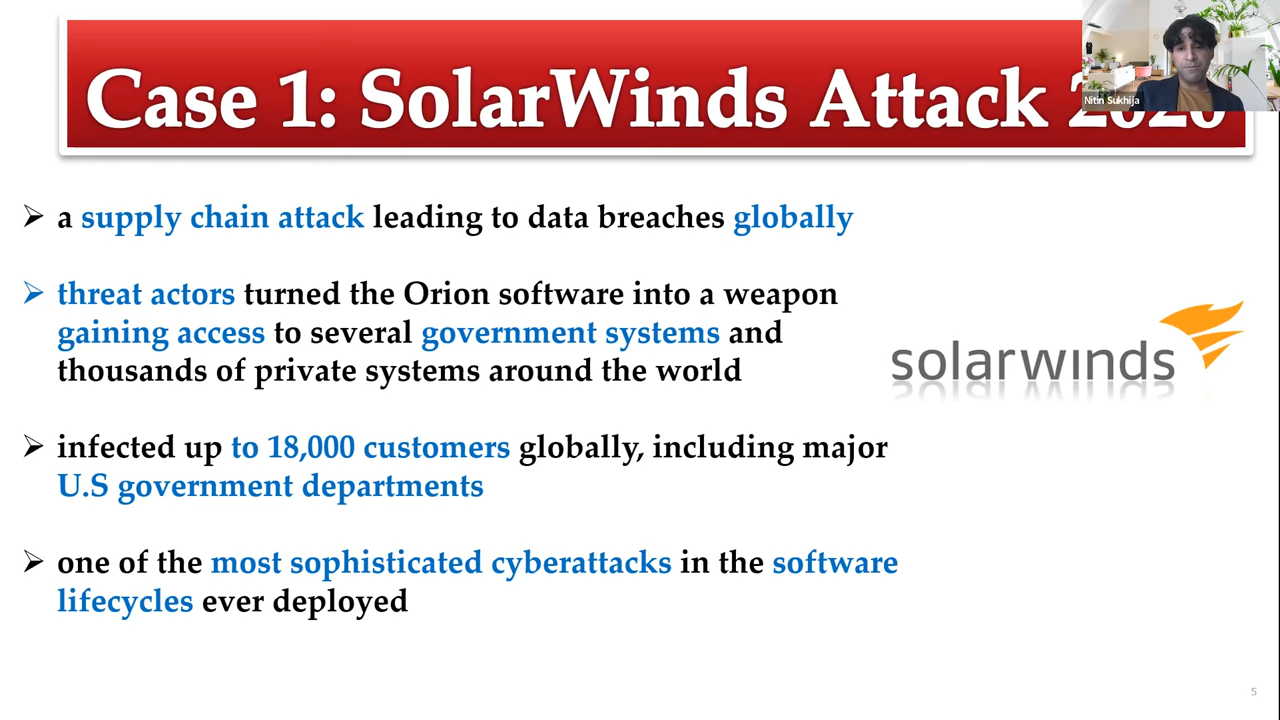 Case 1: SolarWinds Attack 2020
Nitin Sukhija
➢ a supply chain attack leading to data breaches globally
➢ threat actors turned the Orion software into a weapon
gaining access to several government systems and
thousands of private systems around the world
solarwinds
➢ infected up to 18,000 customers globally, including major
U.S government departments
➢ one of the most sophisticated cyberattacks in the software
lifecycles ever deployed
5